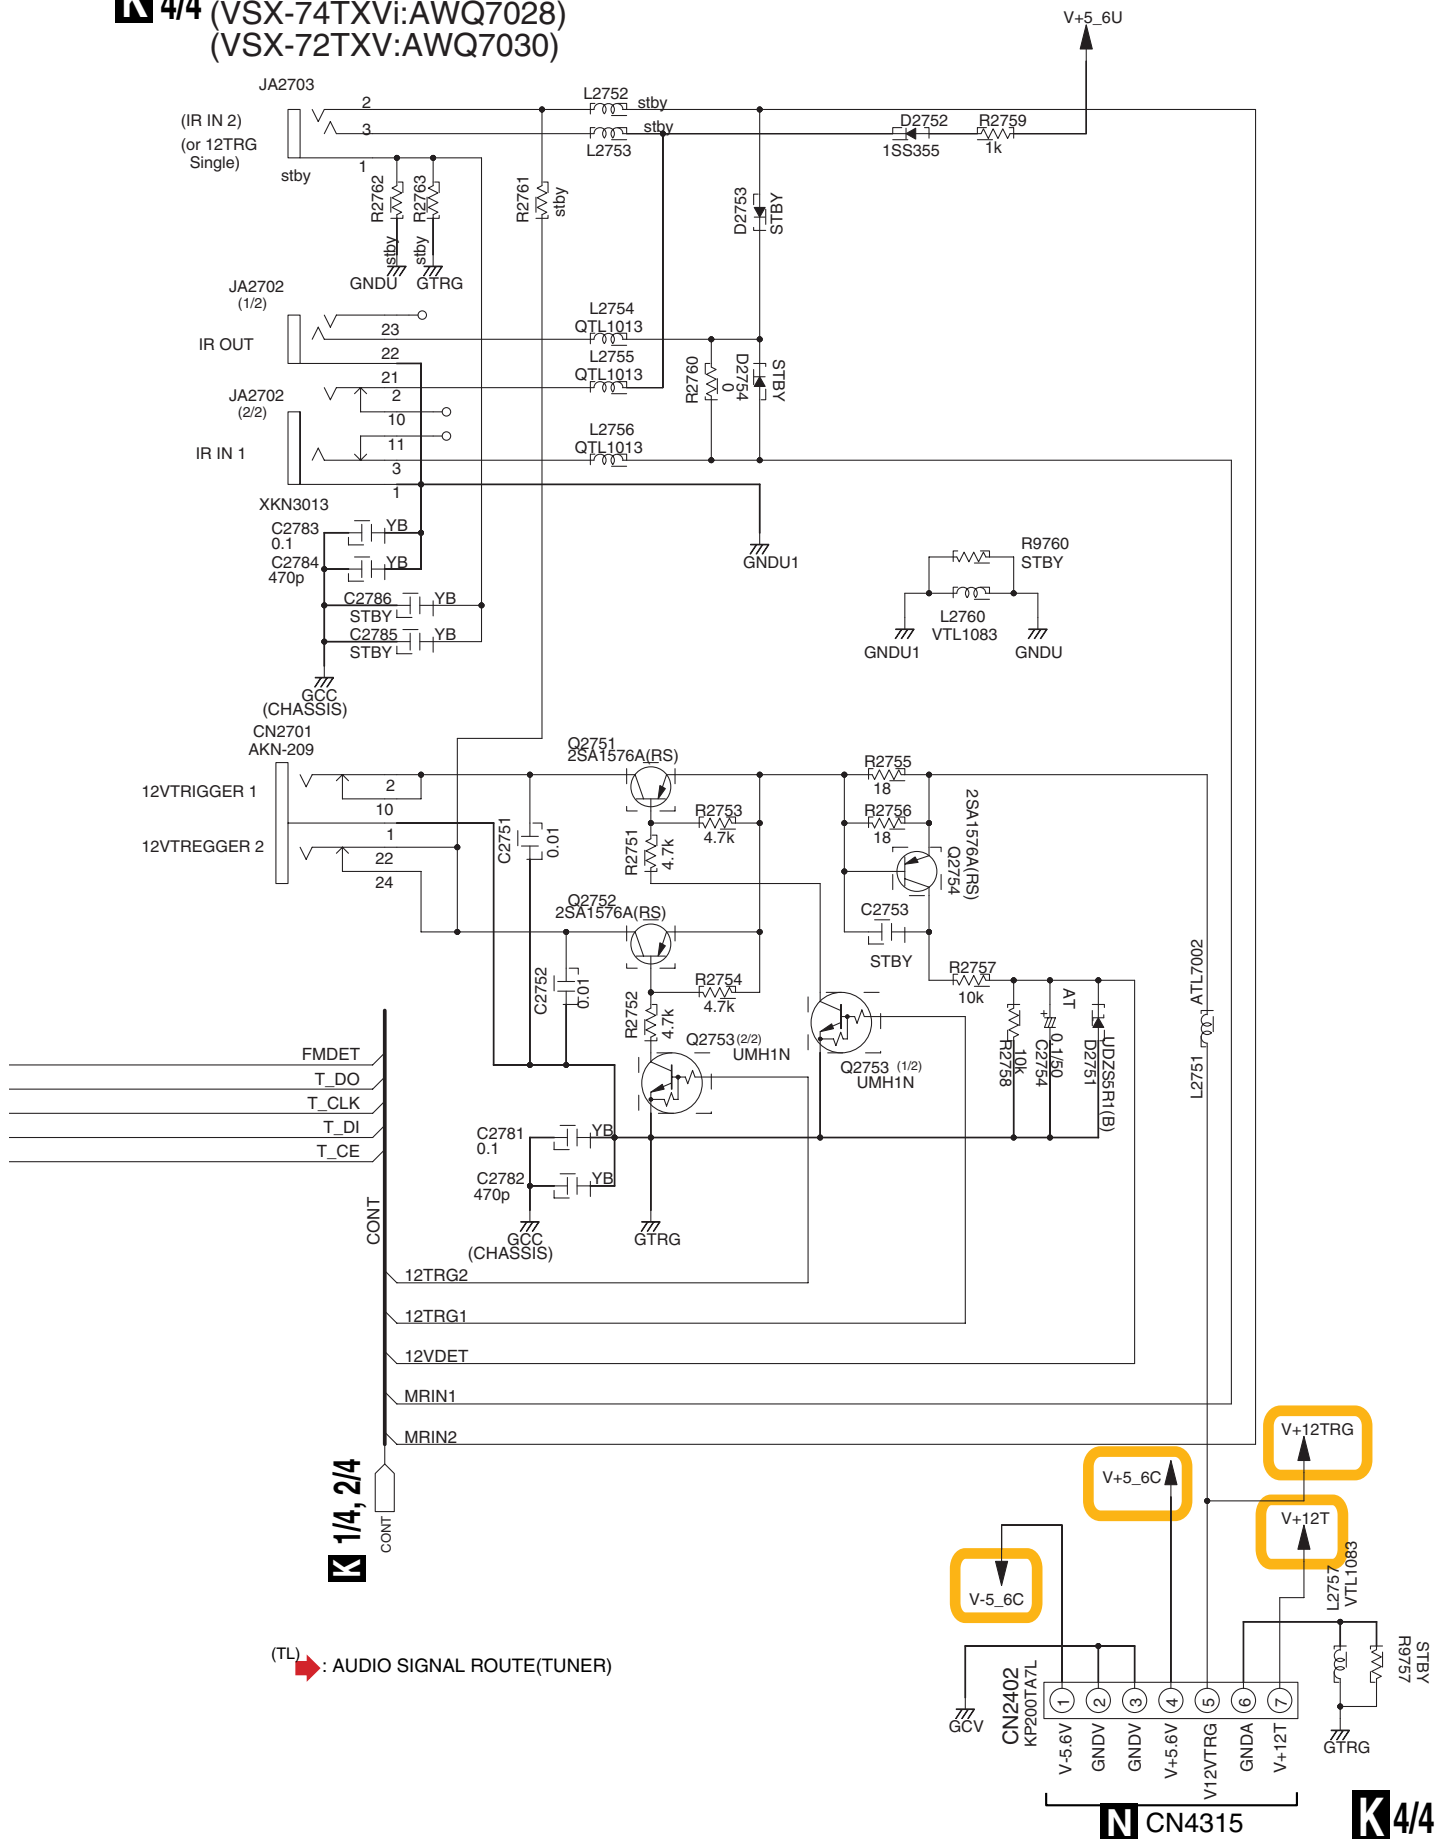 K 4/4 (VSX-74TXVi:AWQ7028)
(VSX-72TXV:AWQ7030)
V+5_6U
JA2703
(IR IN 2)
(or 12TRG
Single)
stby
2
3
1
L2752
stby
stby
L2753
D2752
1SS355
R2759
1k
R2762
stby
R2763
stby
GNDU
GTRG
R2761
stby
D2753
STBY
JA2702
(1/2)
IR OUT
23
22
21
L2754
QTL1013
L2755
QTL1013
R2760
0
D2754
STBY
JA2702
(2/2)
IR IN 1
2
10
11
3
1
L2756
QTL1013
XKN3013
C2783
0.1
YB
C2784
470p
YB
C2786
STBY
YB
C2785
STBY
YB
GCC
(CHASSIS)
GNDU1
R9760
STBY
L2760
VTL1083
GNDU1
GNDU
CN2701
AKN-209
12VTRIGGER 1
12VTREGGER 2
2
10
1
22
24
Q2751
2SA1576A(RS)
R2753
4.7k
R2751
4.7k
C2751
0.01
Q2752
2SA1576A(RS)
R2754
4.7k
R2752
4.7k
C2752
0.01
R2755
18
R2756
18
2SA1576A(RS)
Q2754
C2753
STBY
R2757
10k
R2758
10k
AT
+
0.1/50
C2754
UDZS5R1(B)
D2751
L2751
ATL7002
Q2753 (2/2)
UMH1N
Q2753 (1/2)
UMH1N
FMDET
T_DO
T_CLK
T_DI
T_CE
C2781
0.1
YB
C2782
470p
YB
GCC
(CHASSIS)
GTRG
CONT
12TRG2
12TRG1
12VDET
MRIN1
MRIN2
K 1/4, 2/4
CONT
V+12TRG
V+5_6C
V+12T
V-5_6C
L2757
VTL1083
STBY
R9757
(TL)
: AUDIO SIGNAL ROUTE(TUNER)
GCV
CN2402
KP200TA7L
1
2
3
4
5
6
7
V-5.6V
GNDV
GNDV
V+5.6V
V12VTRG
GNDA
V+12T
GTRG
N CN4315
K 4/4